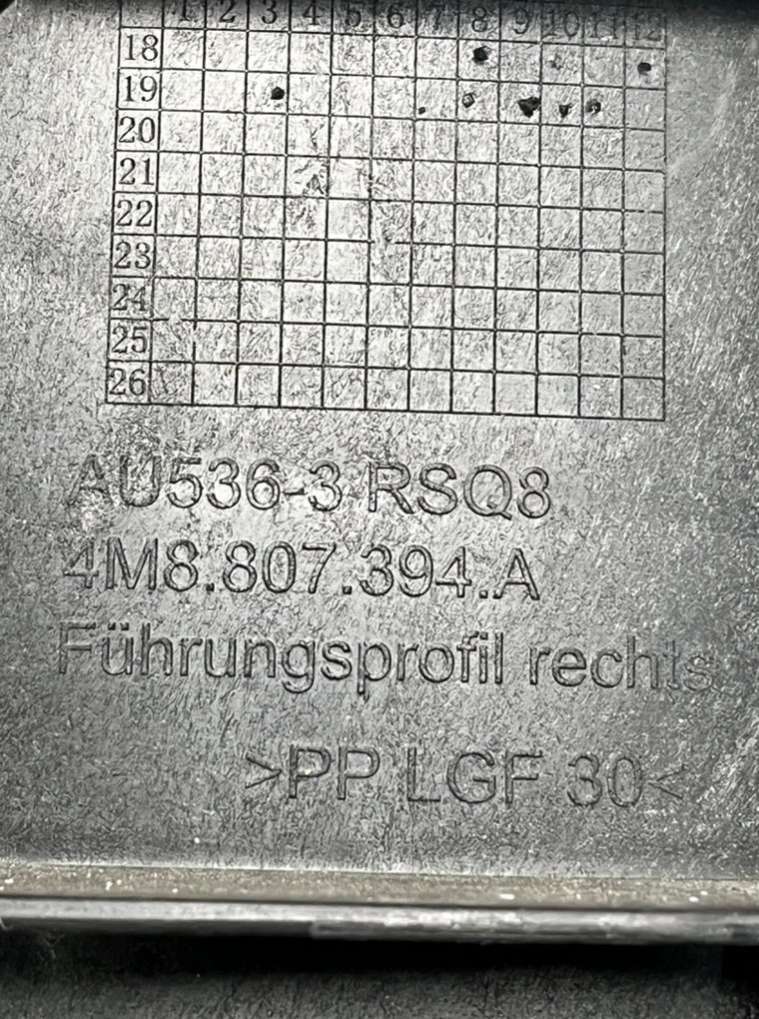 1 2 3 4 5 6 7 8 9 10 11 12
18
19
20
21
22
23
24
25
26
AU536-3 RSQ8
4M8.807.394.A
Führungsprofil rechts
>PP LGF 30<